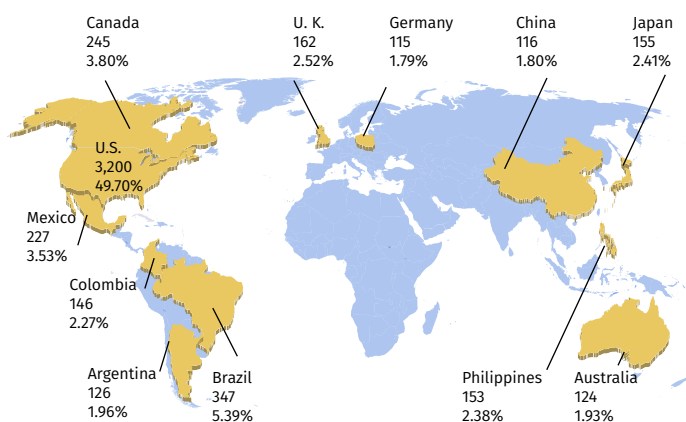 Canada
245
3.80%
U. K.
162
2.52%
Germany
115
1.79%
China
116
1.80%
Japan
155
2.41%
U.S.
3,200
49.70%
Mexico
227
3.53%
Colombia
146
2.27%
Argentina
126
1.96%
Brazil
347
5.39%
Philippines
153
2.38%
Australia
124
1.93%